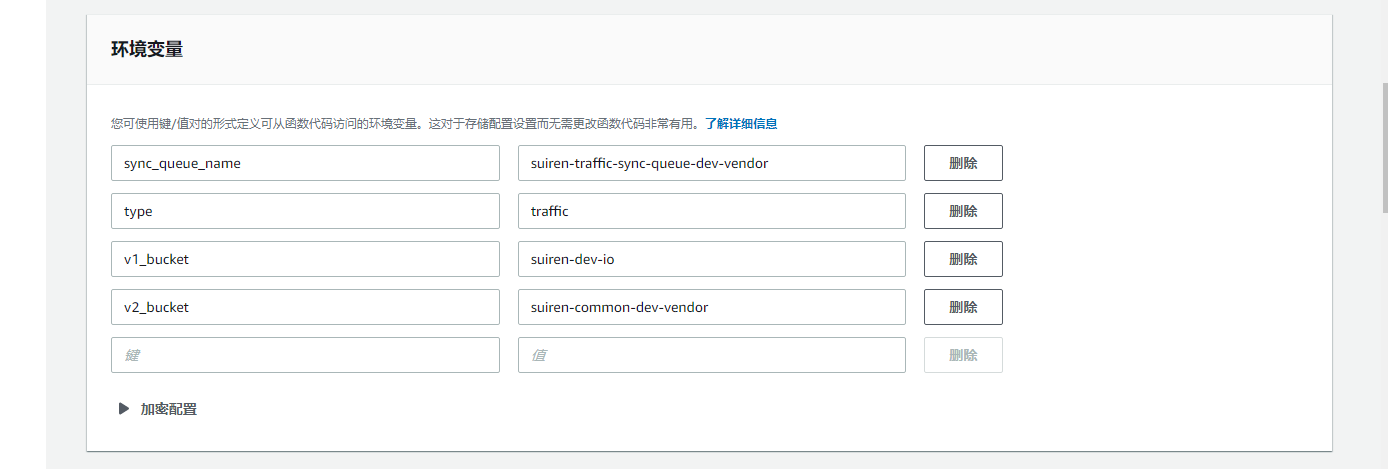 环境变量
您可使用键/值对的形式定义可从函数代码访问的环境变量。这对于存储配置设置而无需更改函数代码非常有用。了解详细信息
sync_queue_name suiren-traffic-sync-queue-dev-vendor 删除
type traffic 删除
v1_bucket suiren-dev-io 删除
v2_bucket suiren-common-dev-vendor 删除
键 值 删除
加密配置